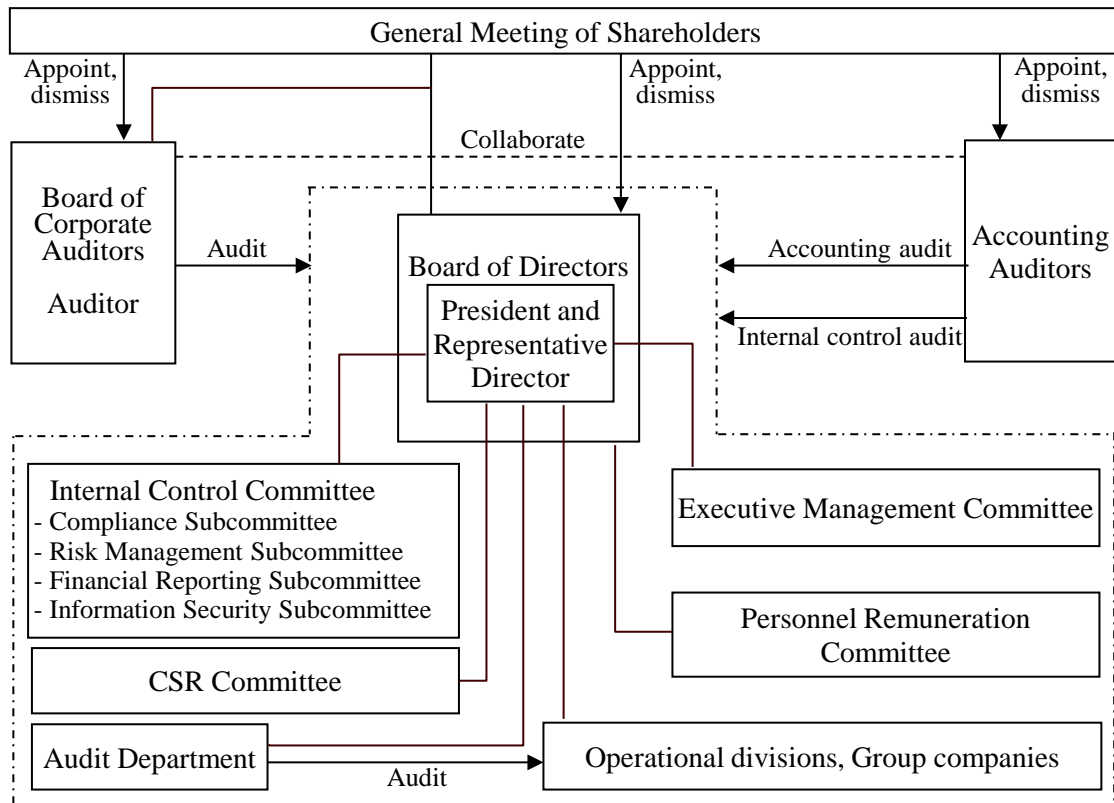 General Meeting of Shareholders
Appoint,
dismiss
Appoint,
dismiss
Appoint,
dismiss
Collaborate
Board of
Corporate
Auditors
Auditor
Audit
Board of Directors
President and
Representative
Director
Accounting audit
Internal control audit
Accounting
Auditors
Internal Control Committee
- Compliance Subcommittee
- Risk Management Subcommittee
- Financial Reporting Subcommittee
- Information Security Subcommittee
Executive Management Committee
Personnel Remuneration
Committee
CSR Committee
Audit Department
Audit
Operational divisions, Group companies